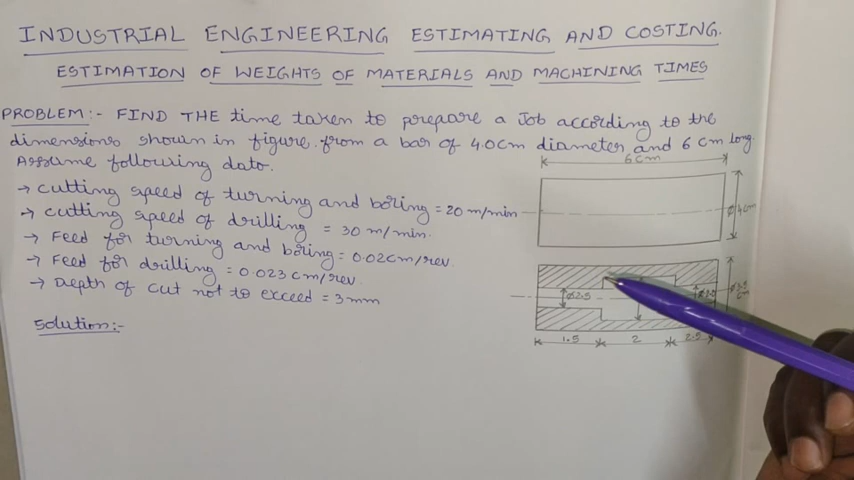 INDUSTRIAL ENGINEERING ESTIMATING AND COSTING.
ESTIMATION OF WEIGHTS OF MATERIALS AND MACHINING TIMES
PROBLEM:- FIND THE time taken to prepare a Job according to the
dimensions shown in figure. from a bar of 4.0cm diameter and 6 cm long.
Assume following data.
→ cutting speed of turning and boring = 20 m/min
→ cutting speed of drilling = 30 m/min.
→ Feed for turning and boring = 0.02cm/rev.
→ Feed for drilling = 0.023 cm/rev
→ Depth of cut not to exceed = 3mm
Solution:-
6cm
Ø4cm
Ø2.5
1.5 2 2.5